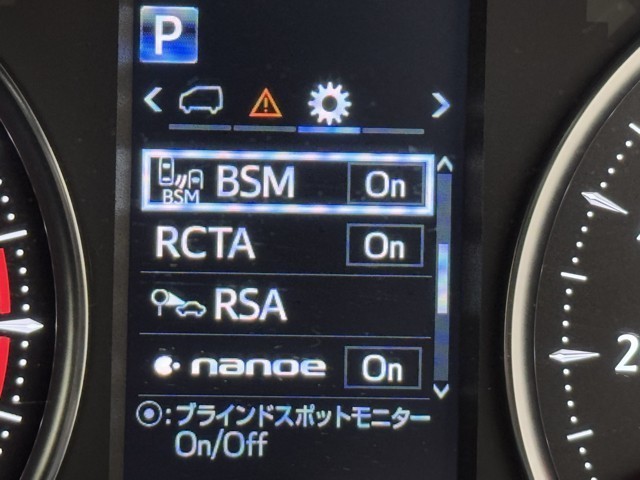 P
BSM BSM On
RCTA On
RSA
nanoe On
◉:ブラインドスポットモニター
On/Off
2